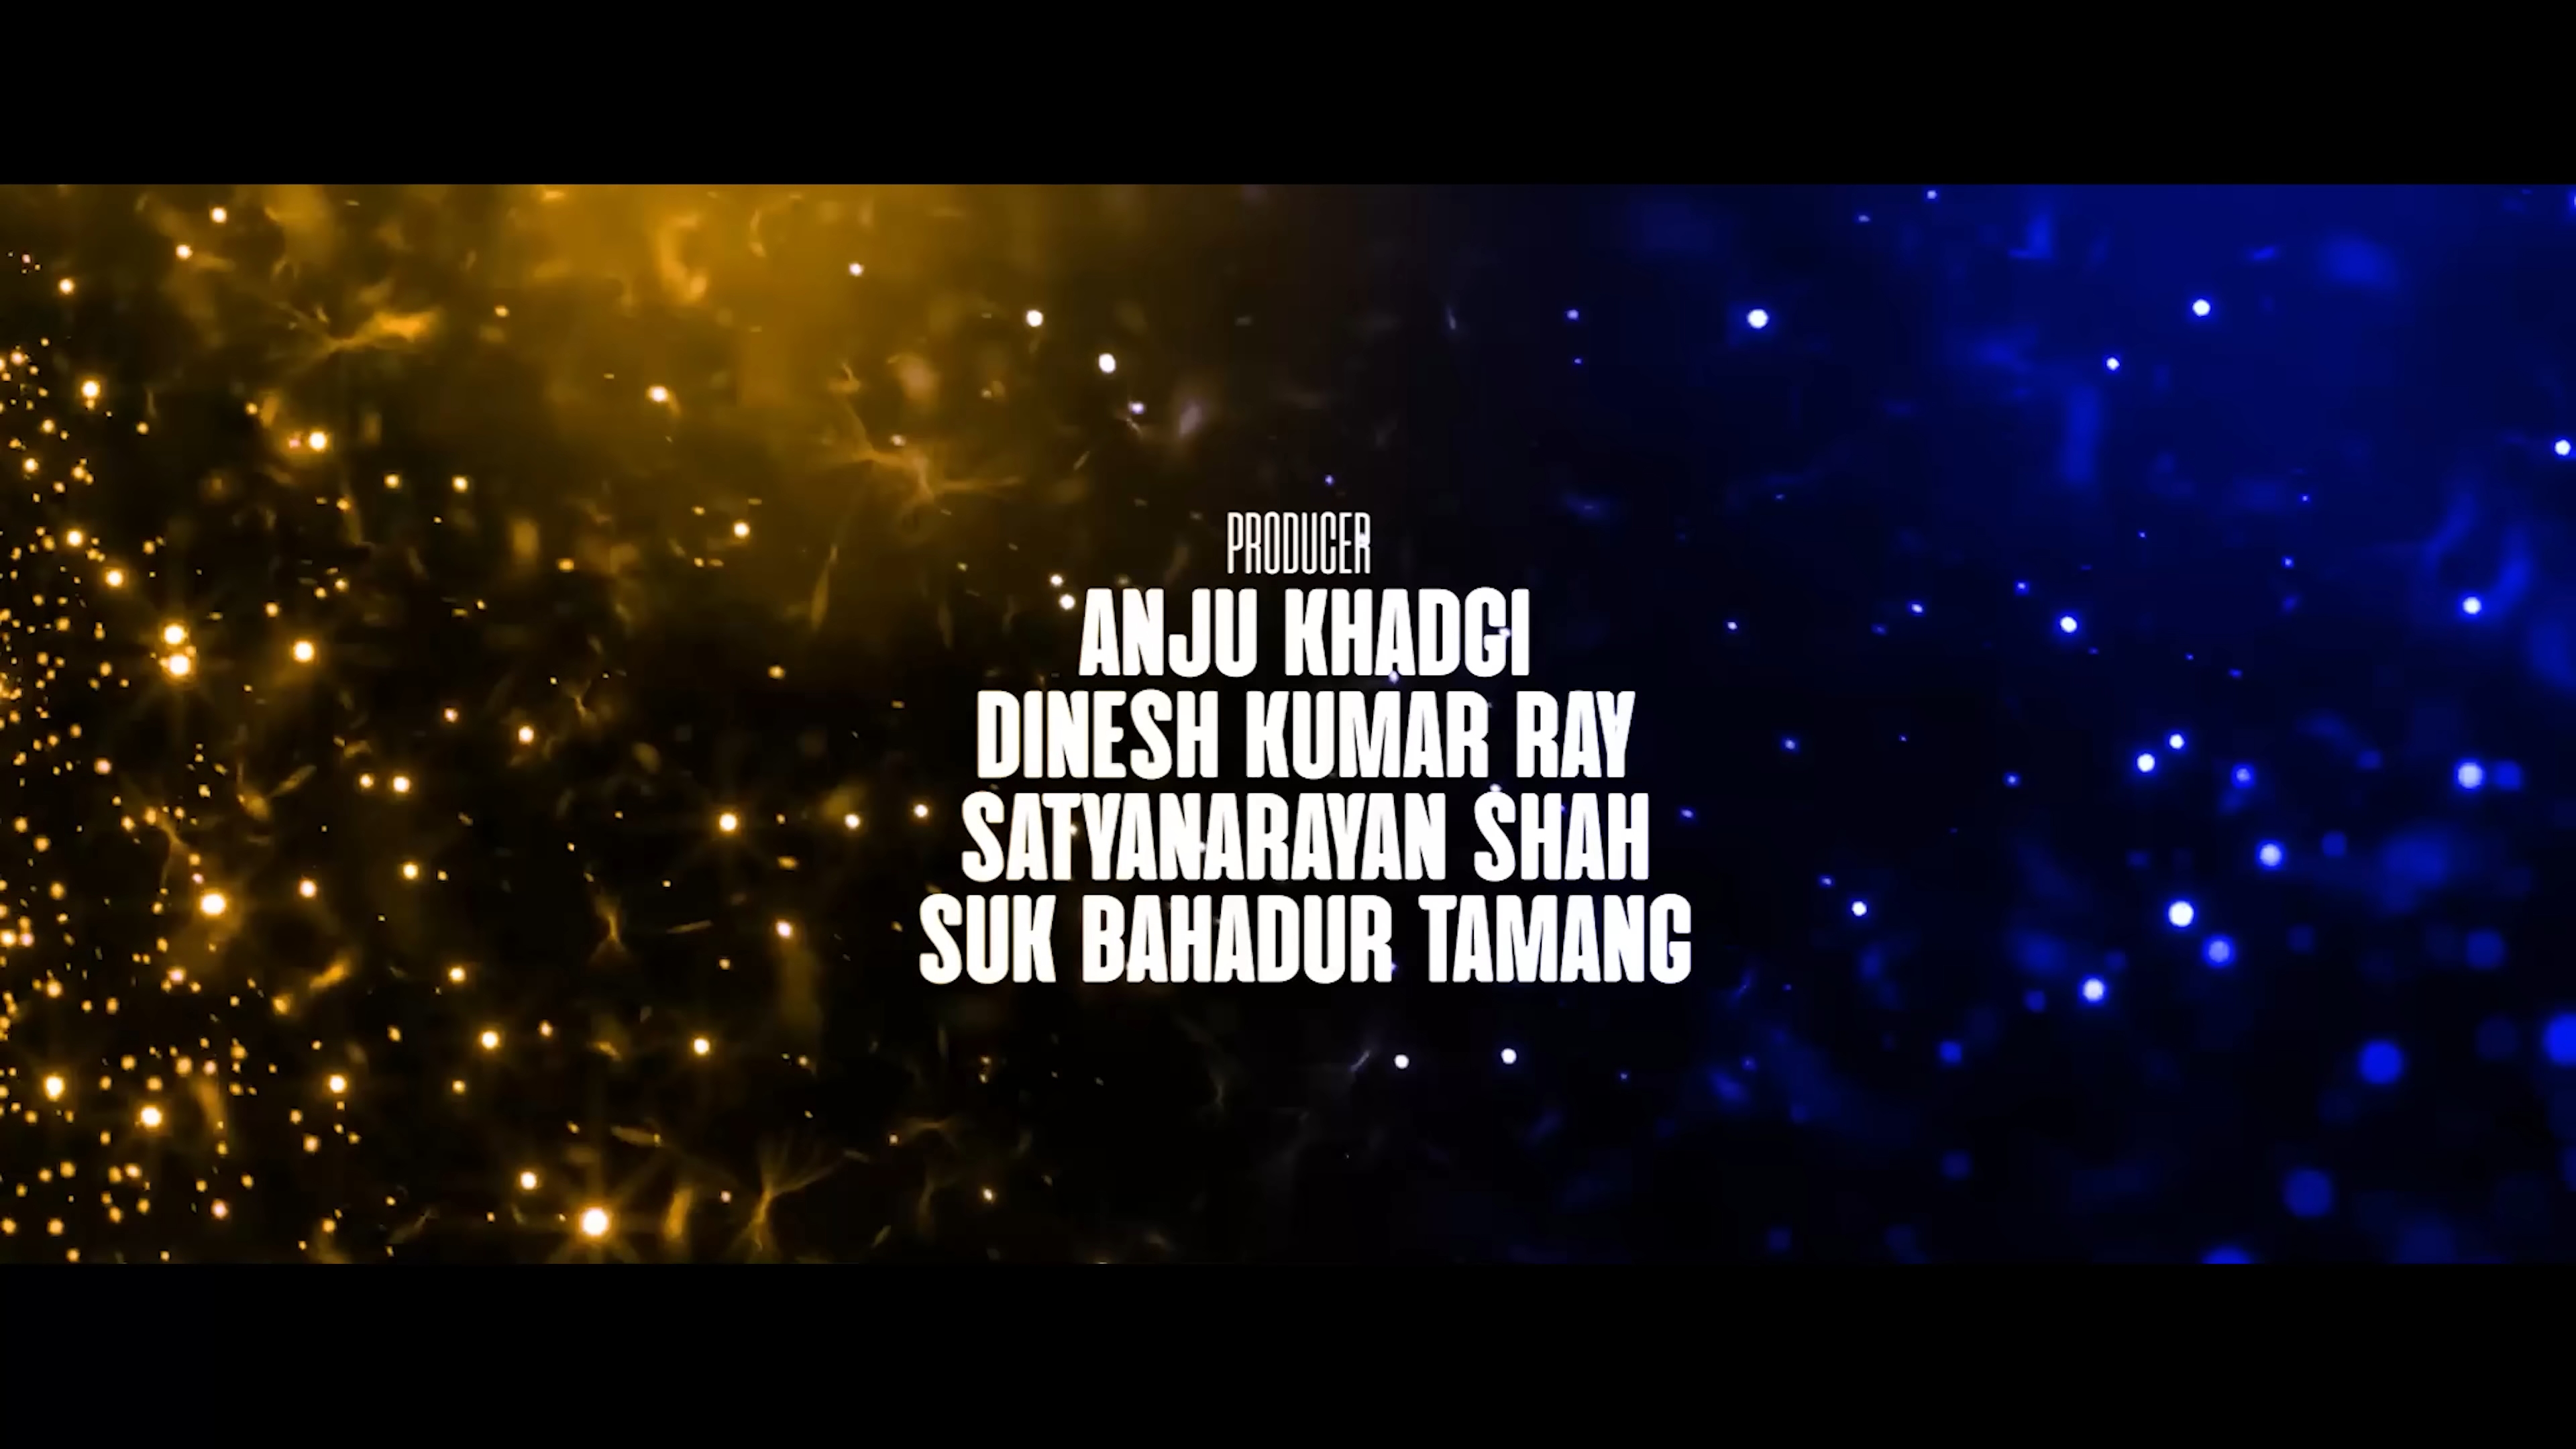 PRODUCER
ANJU KHADGI
DINESH KUMAR RAY
SATYANARAYAN SHAH
SUK BAHADUR TAMANG